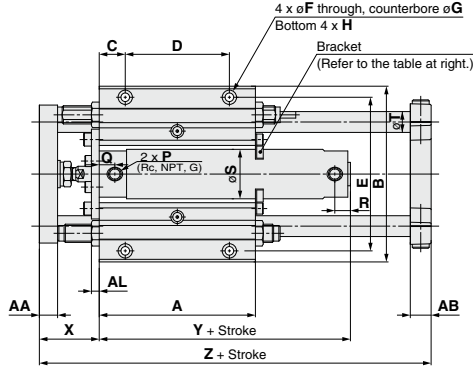 4 x øF through, counterbore øG
Bottom 4 x H
C
D
Bracket
(Refer to the table at right.)
øT
Q
2 x P
(Rc, NPT, G)
øS
E
B
R
AL
AA
A
AB
X
Y + Stroke
Z + Stroke